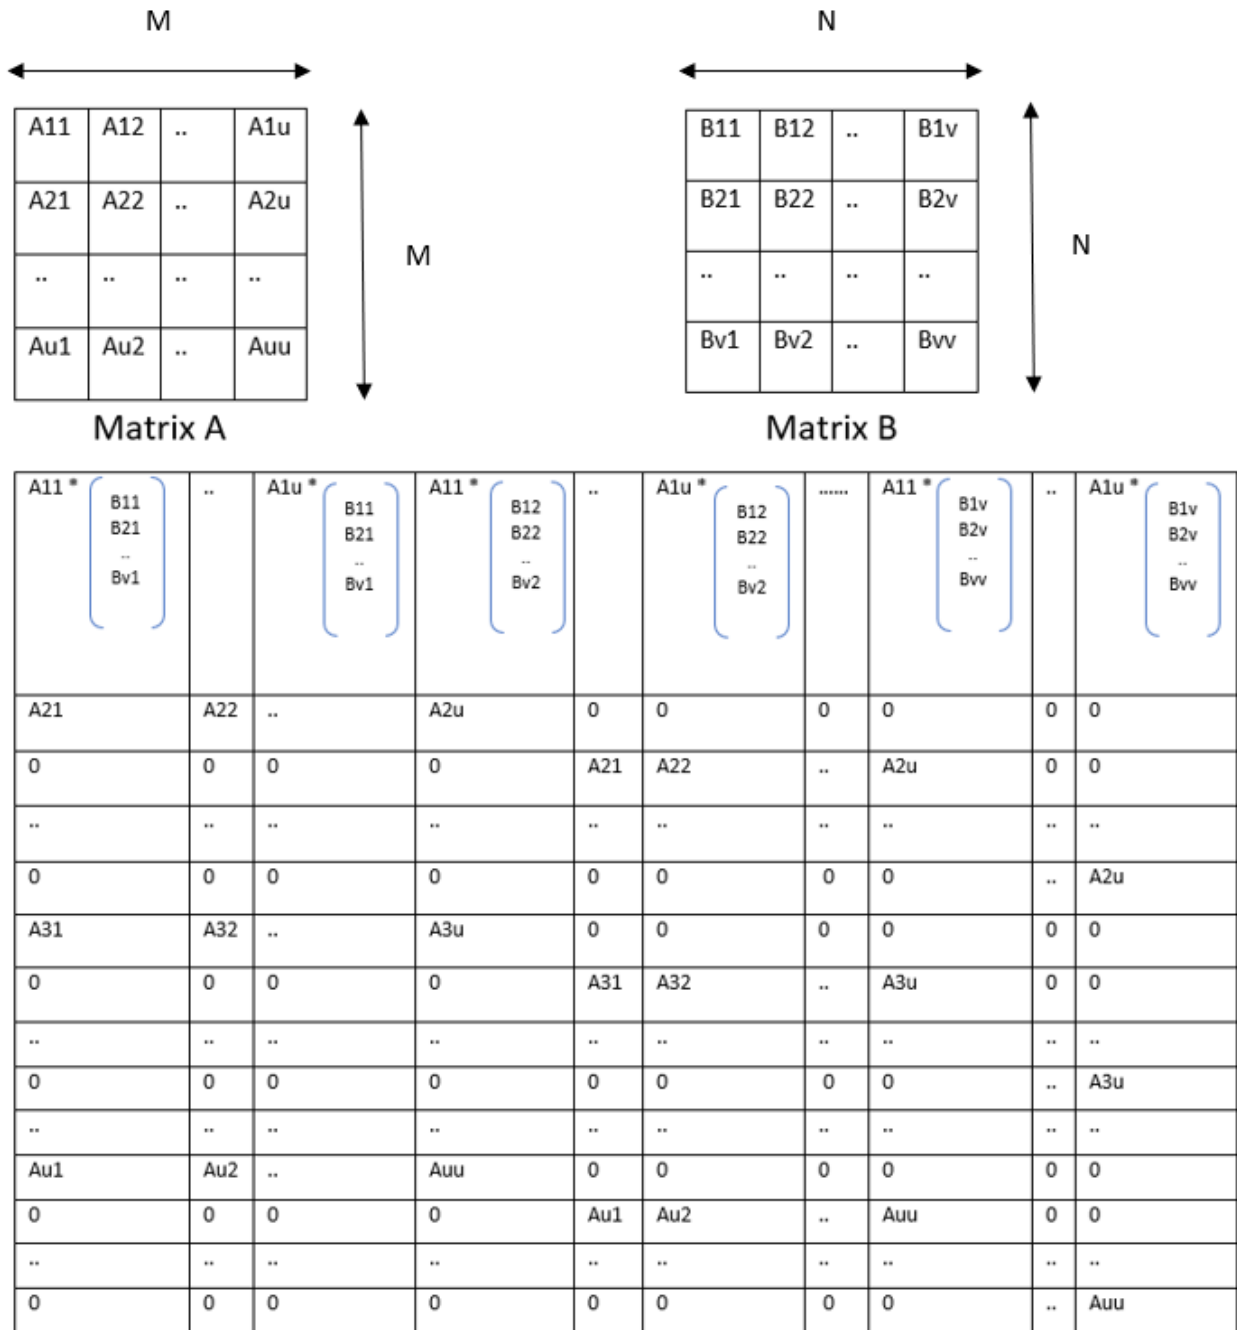 M N
A11 A12 .. A1u
A21 A22 .. A2u
.. .. .. ..
Au1 Au2 .. Auu
M
Matrix A
B11 B12 .. B1v
B21 B22 .. B2v
.. .. .. ..
Bv1 Bv2 .. Bvv
N
Matrix B
A11 * B11 B21 .. Bv1 .. A1u * B11 B21 .. Bv1 A11 * B12 B22 .. Bv2 .. A1u * B12 B22 .. Bv2 ...... A11 * B1v B2v .. Bvv .. A1u * B1v B2v .. Bvv
A21 A22 .. A2u 0 0 0 0 0 0
0 0 0 0 A21 A22 .. A2u 0 0
.. .. .. .. .. .. .. .. .. ..
0 0 0 0 0 0 0 0 .. A2u
A31 A32 .. A3u 0 0 0 0 0 0
0 0 0 0 A31 A32 .. A3u 0 0
.. .. .. .. .. .. .. .. .. ..
0 0 0 0 0 0 0 0 .. A3u
.. .. .. .. .. .. .. .. .. ..
Au1 Au2 .. Auu 0 0 0 0 0 0
0 0 0 0 Au1 Au2 .. Auu 0 0
.. .. .. .. .. .. .. .. .. ..
0 0 0 0 0 0 0 0 .. Auu